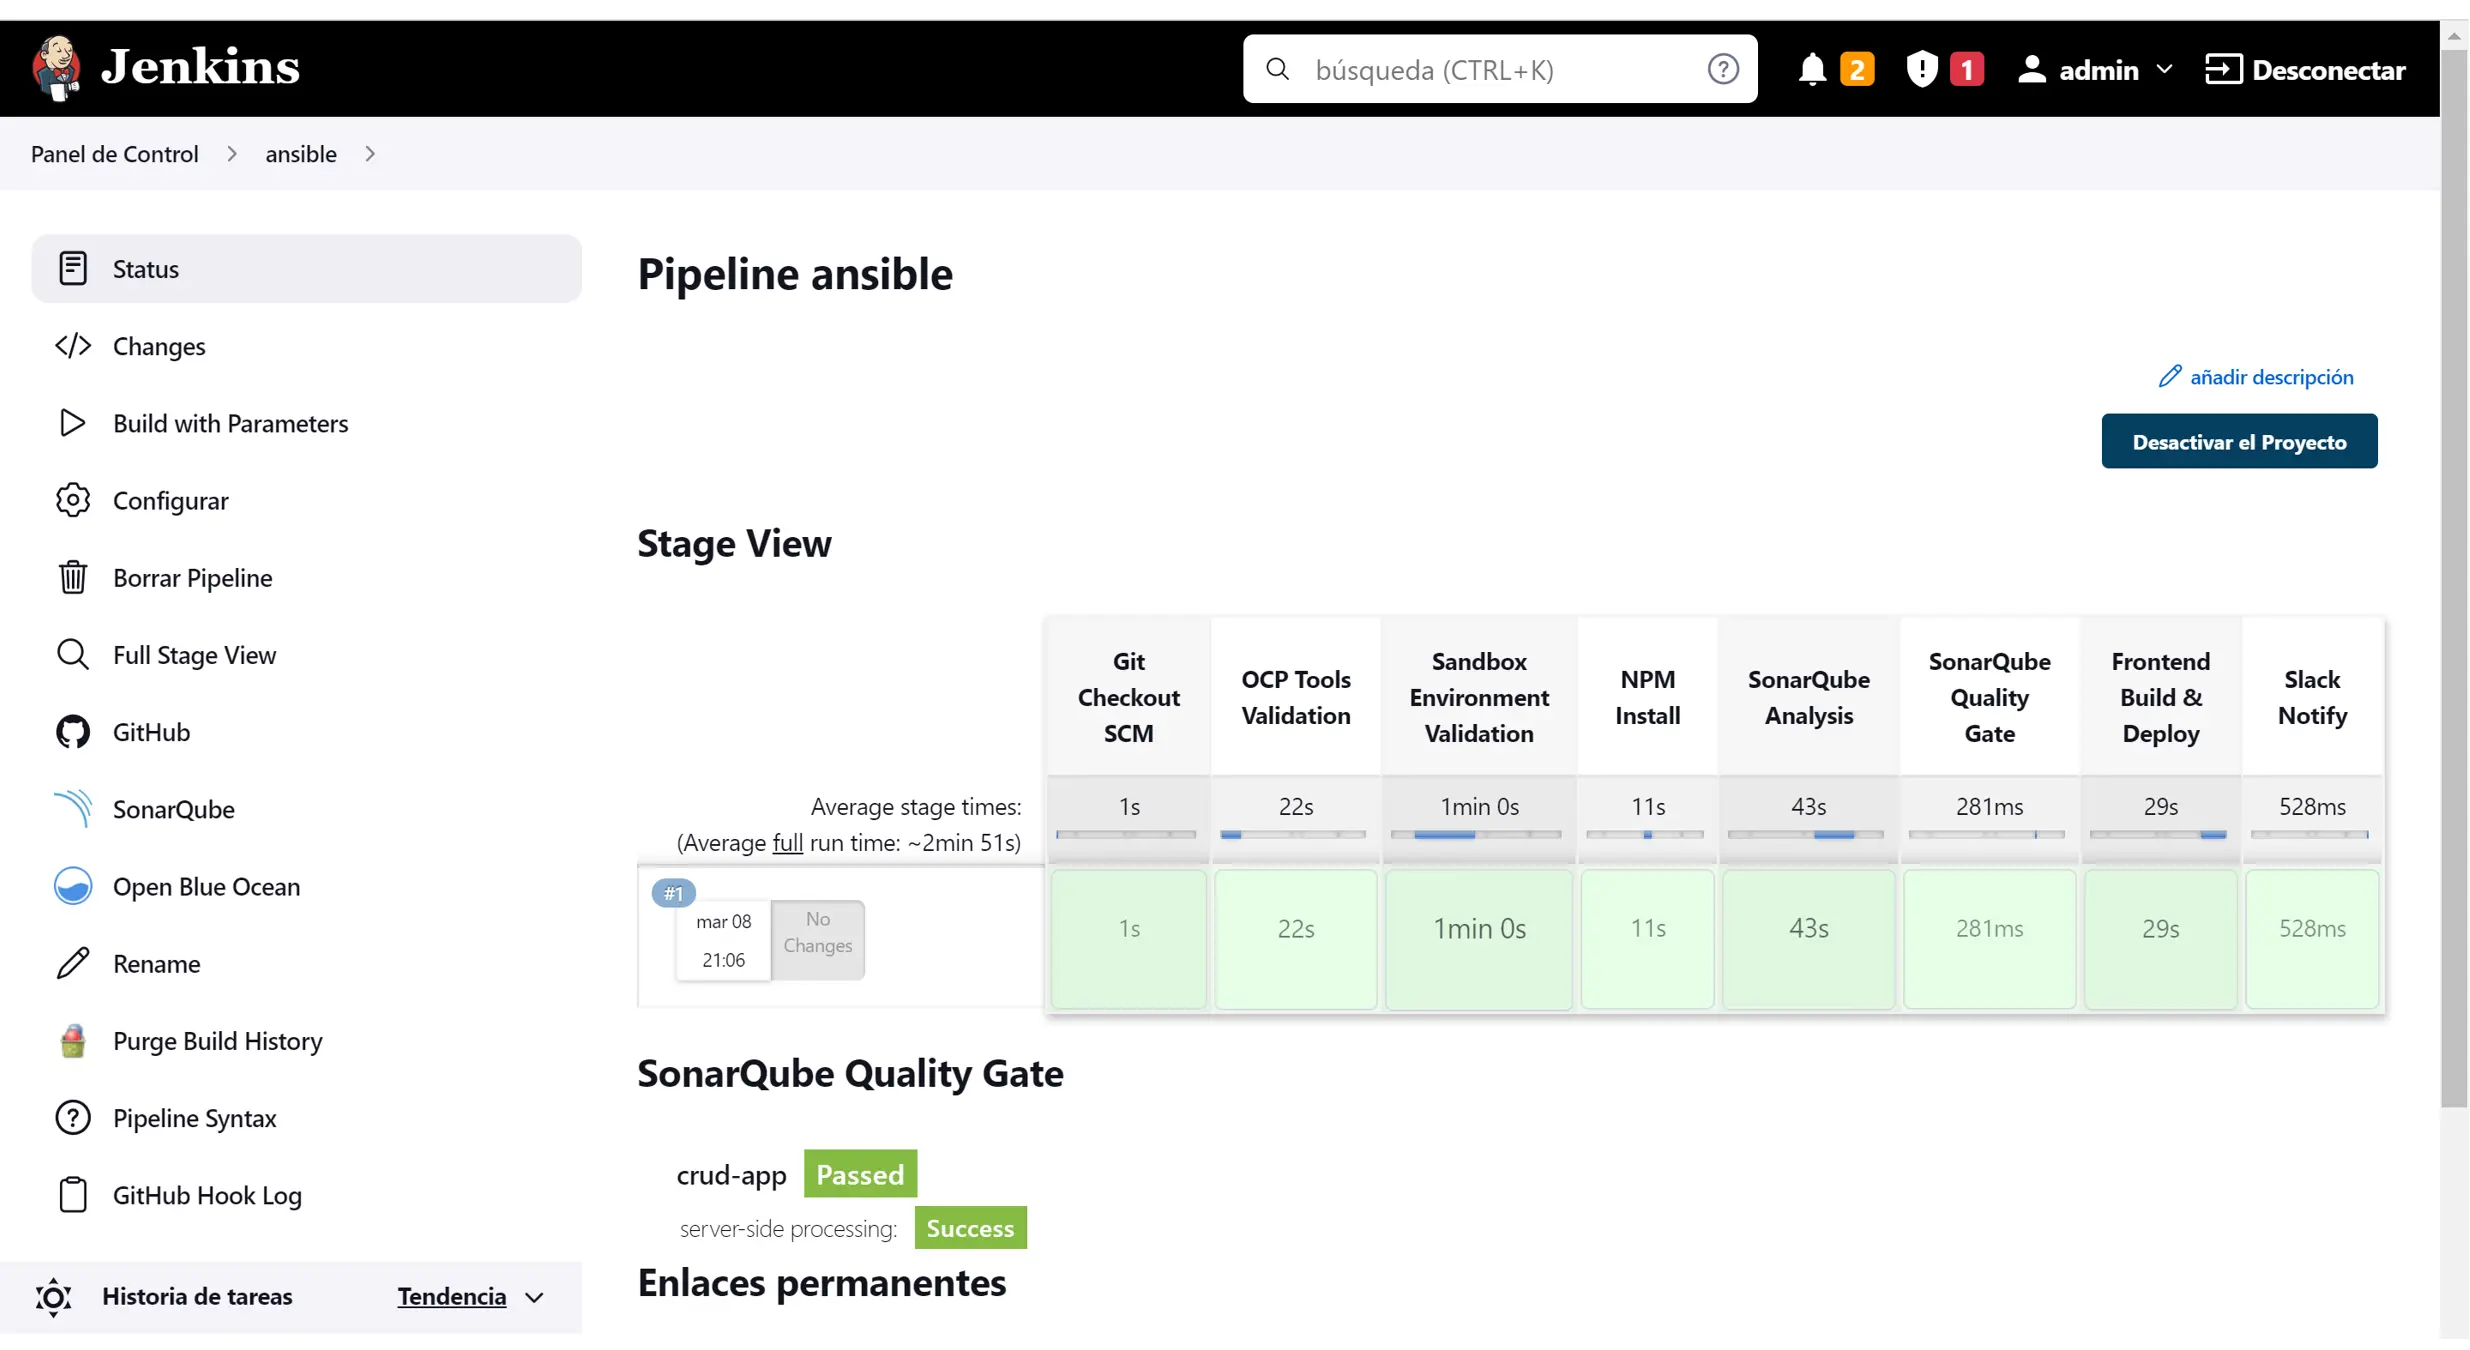 Jenkins
búsqueda (CTRL+K)
2
1
admin
Desconectar
Panel de Control
ansible
Status
Changes
Build with Parameters
Configurar
Borrar Pipeline
Full Stage View
GitHub
SonarQube
Open Blue Ocean
Rename
Purge Build History
Pipeline Syntax
GitHub Hook Log
Historia de tareas
Tendencia
Pipeline ansible
añadir descripción
Desactivar el Proyecto
Stage View
Git
Checkout
SCM
OCP Tools
Validation
Sandbox
Environment
Validation
NPM
Install
SonarQube
Analysis
SonarQube
Quality
Gate
Frontend
Build &
Deploy
Slack
Notify
Average stage times:
(Average full run time: ~2min 51s)
1s
22s
1min 0s
11s
43s
281ms
29s
528ms
#1
mar 08
21:06
No
Changes
1s
22s
1min 0s
11s
43s
281ms
29s
528ms
SonarQube Quality Gate
crud-app
Passed
server-side processing:
Success
Enlaces permanentes